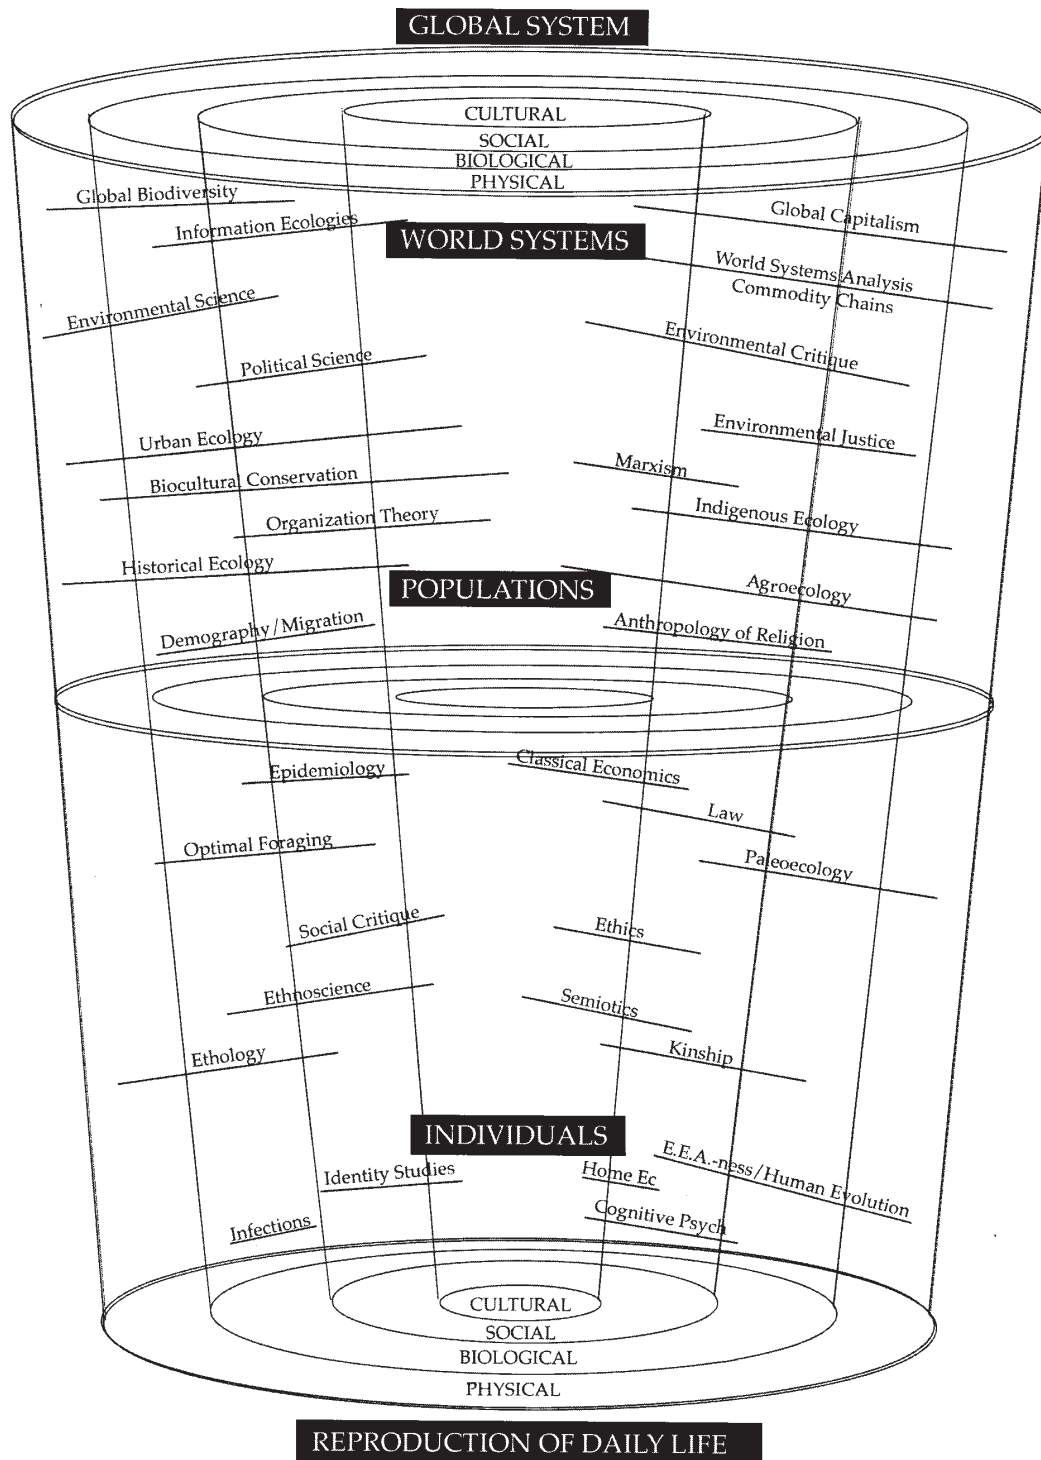 GLOBAL SYSTEM
CULTURAL
SOCIAL
BIOLOGICAL
PHYSICAL
Global Biodiversity
Information Ecologies
Global Capitalism
WORLD SYSTEMS
World Systems Analysis
Commodity Chains
Environmental Science
Environmental Critique
Political Science
Urban Ecology
Environmental Justice
Biocultural Conservation
Marxism
Organization Theory
Indigenous Ecology
Historical Ecology
POPULATIONS
Agroecology
Demography/Migration
Anthropology of Religion
Epidemiology
Classical Economics
Law
Optimal Foraging
Paleoecology
Social Critique
Ethics
Ethnoscience
Semiotics
Ethology
Kinship
INDIVIDUALS
Identity Studies
Home Ec
E.E.A.-ness/Human Evolution
Infections
Cognitive Psych
CULTURAL
SOCIAL
BIOLOGICAL
PHYSICAL
REPRODUCTION OF DAILY LIFE